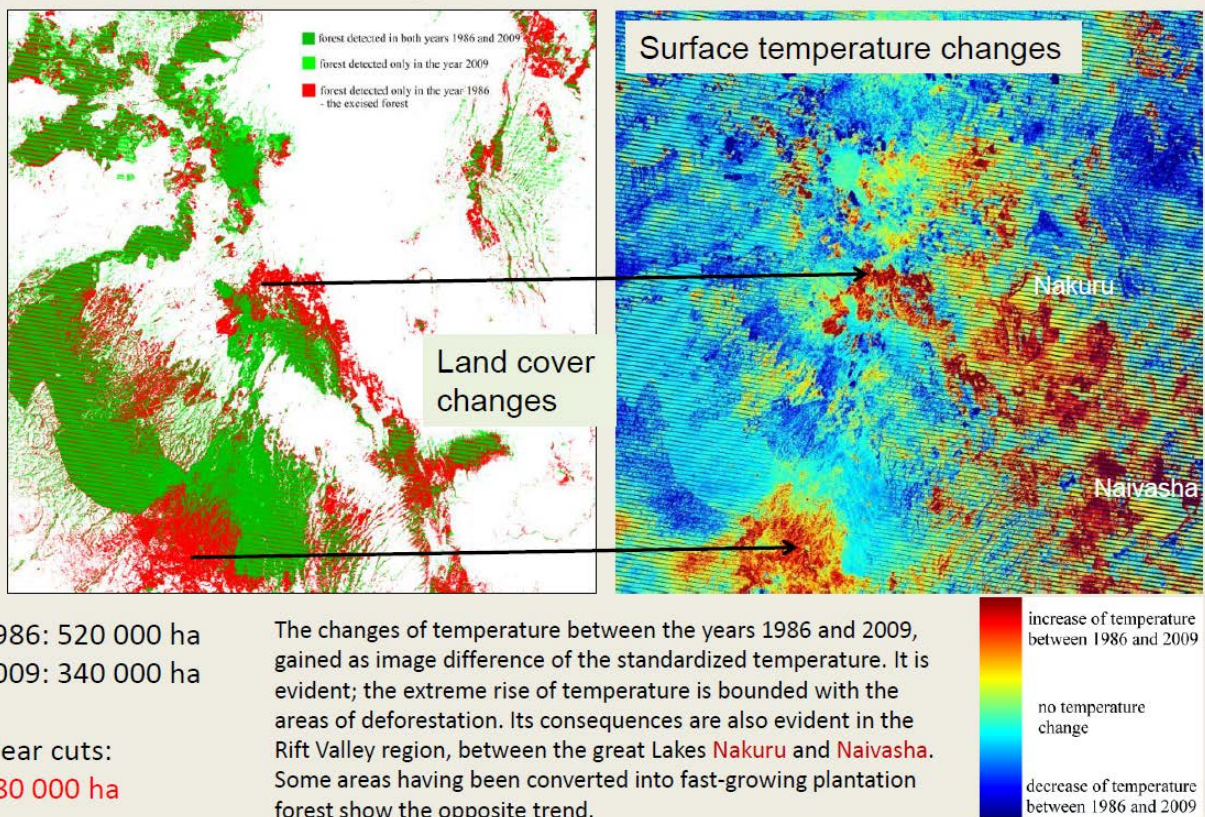 forest detected in both years 1986 and 2009
forest detected only in the year 2009
forest detected only in the year 1986
- the excised forest
Surface temperature changes
Land cover
changes
Nakuru
Naivasha
986: 520 000 ha
009: 340 000 ha
ear cuts:
80 000 ha
The changes of temperature between the years 1986 and 2009,
gained as image difference of the standardized temperature. It is
evident; the extreme rise of temperature is bounded with the
areas of deforestation. Its consequences are also evident in the
Rift Valley region, between the great Lakes Nakuru and Naivasha.
Some areas having been converted into fast-growing plantation
forest show the opposite trend.
increase of temperature
between 1986 and 2009
no temperature
change
decrease of temperature
between 1986 and 2009